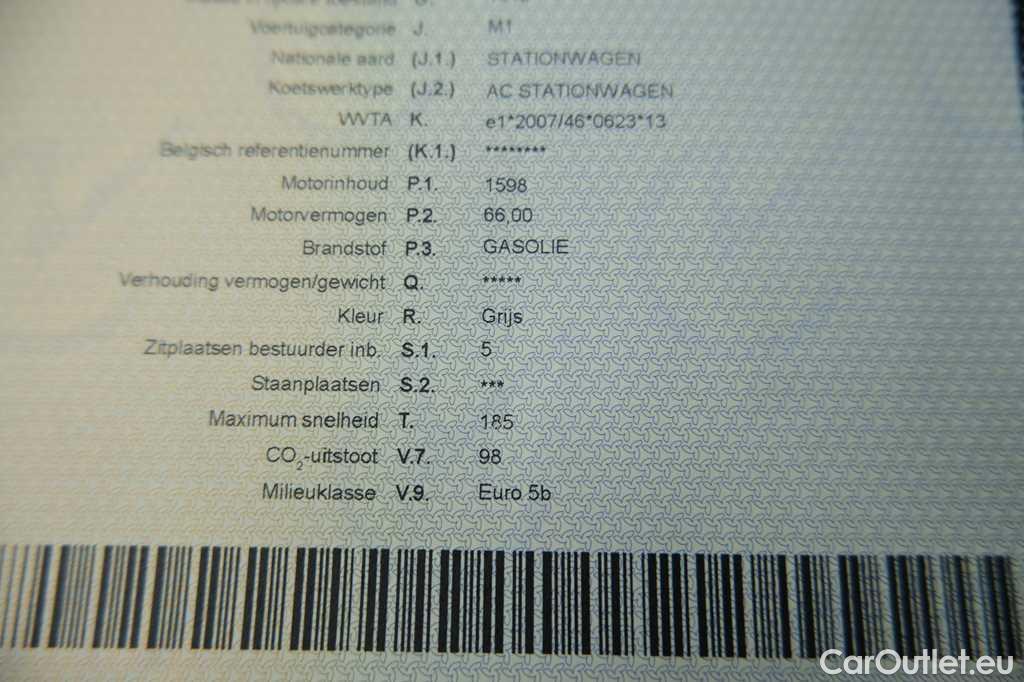 Voertuigcategorie J. M1
Nationale aard (J.1.) STATIONWAGEN
Koetswerktype (J.2.) AC STATIONWAGEN
WVTA K. e1*2007/46*0623*13
Belgisch referentienummer (K.1.) ********
Motorinhoud P.1. 1598
Motorvermogen P.2. 66,00
Brandstof P.3. GASOLIE
Verhouding vermogen/gewicht Q. *****
Kleur R. Grijs
Zitplaatsen bestuurder inb. S.1. 5
Staanplaatsen S.2. ***
Maximum snelheid T. 185
CO₂-uitstoot V.7. 98
Milieuklasse V.9. Euro 5b
CarOutlet.eu